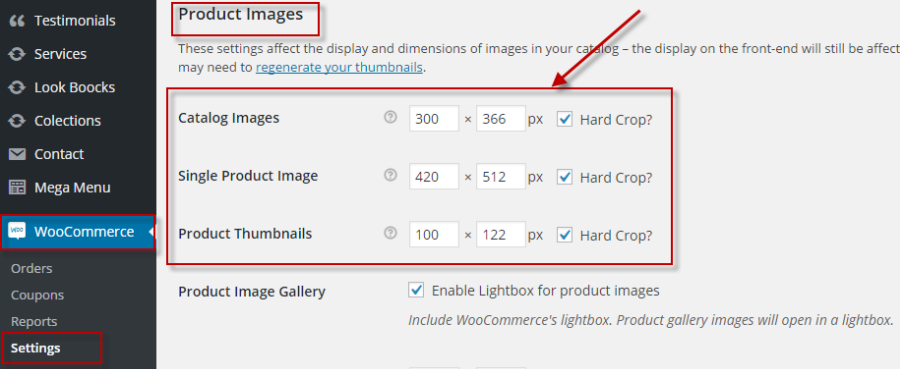 Testimonials
Services
Look Boocks
Colections
Contact
Mega Menu
WOO WooCommerce
Orders
Coupons
Reports
Settings
Product Images
These settings affect the display and dimensions of images in your catalog – the display on the front-end will still be affect
may need to regenerate your thumbnails.
Catalog Images ? 300 × 366 px Hard Crop?
Single Product Image ? 420 × 512 px Hard Crop?
Product Thumbnails ? 100 × 122 px Hard Crop?
Product Image Gallery Enable Lightbox for product images
Include WooCommerce's lightbox. Product gallery images will open in a lightbox.